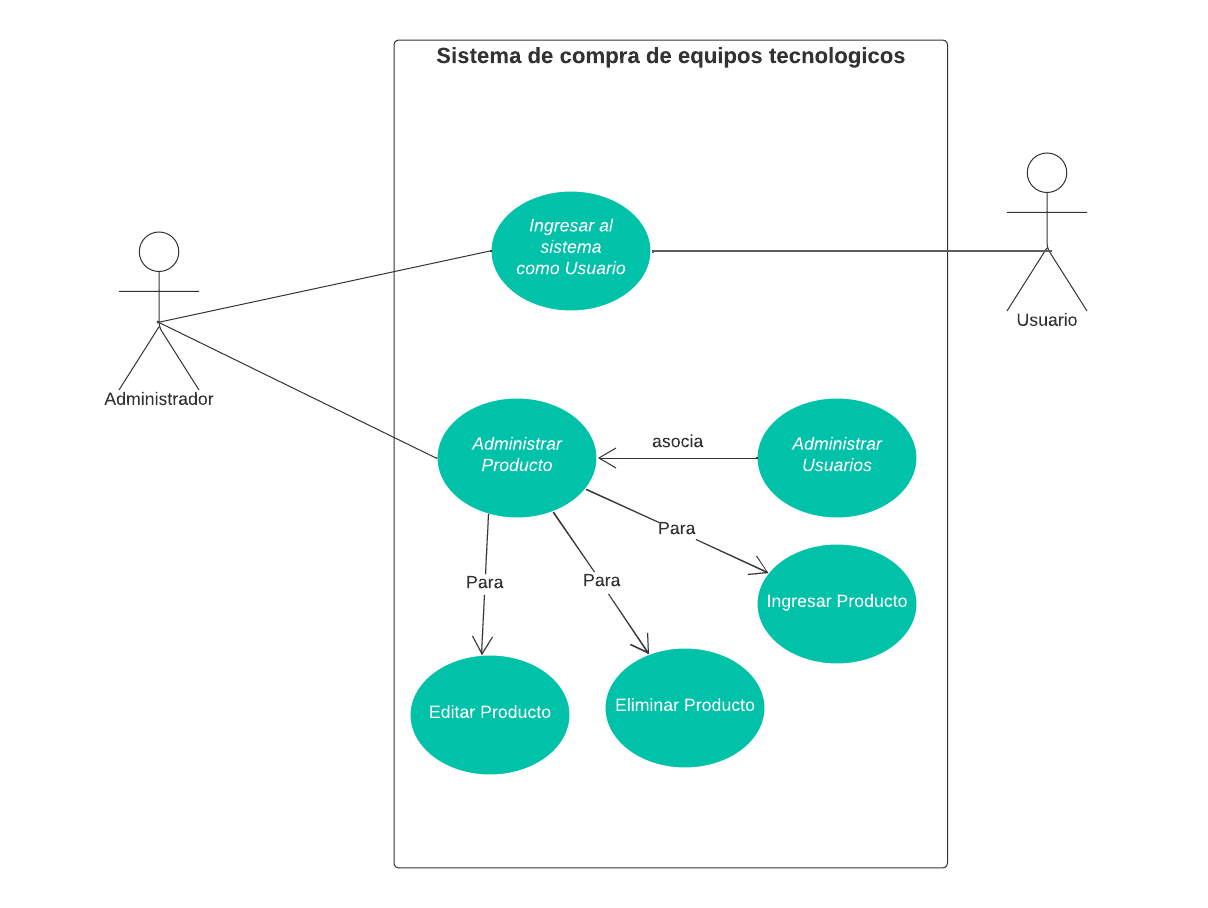 Sistema de compra de equipos tecnologicos
Ingresar al
sistema
como Usuario
Usuario
Administrador
Administrar
Producto
asocia
Administrar
Usuarios
Para
Para
Para
Ingresar Producto
Editar Producto
Eliminar Producto